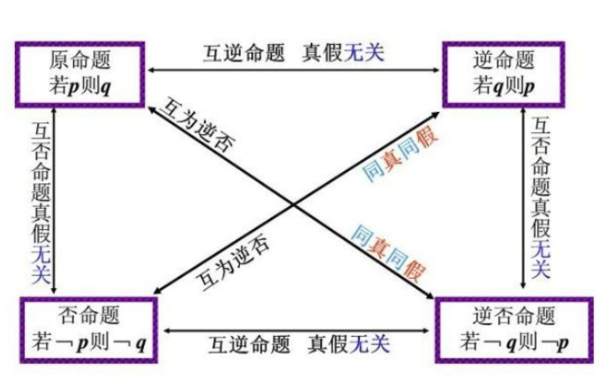 原命题
若p则q
互逆命题 真假无关
逆命题
若q则p
互为逆否
同真同假
互否命题真假无关
互否命题真假无关
互为逆否
同真同假
否命题
若￢p则￢q
互逆命题 真假无关
逆否命题
若￢q则￢p